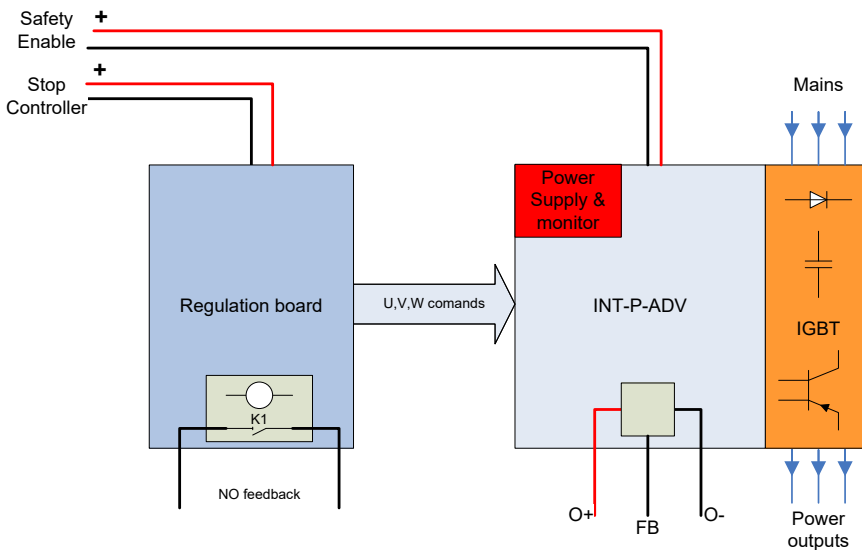 Safety
Enable
+
Stop
Controller
+
Mains
Power
Supply &
monitor
Regulation board
U,V,W comands
INT-P-ADV
IGBT
K1
NO feedback
O+
FB
O-
Power
outputs